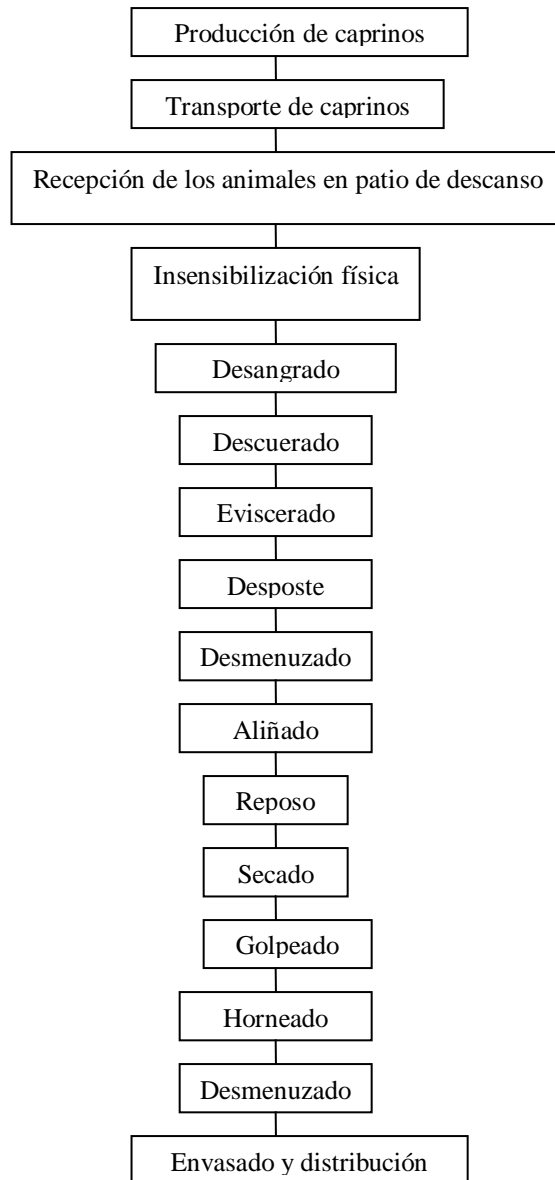 Producción de caprinos
Transporte de caprinos
Recepción de los animales en patio de descanso
Insensibilización física
Desangrado
Descuerado
Eviscerado
Desposte
Desmenuzado
Aliñado
Reposo
Secado
Golpeado
Horneado
Desmenuzado
Envasado y distribución